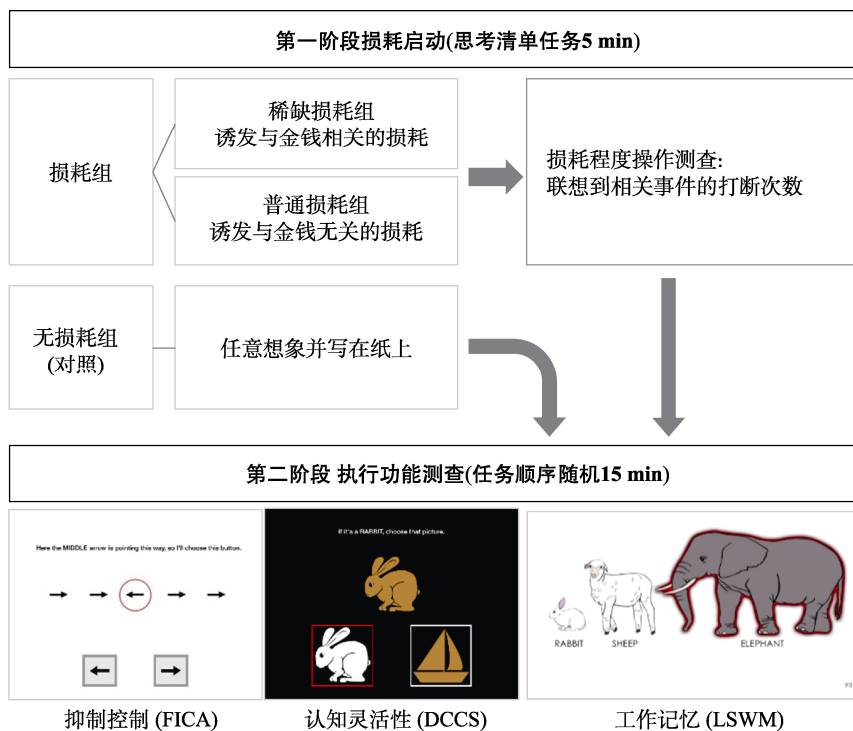 第一阶段损耗启动(思考清单任务5 min)
损耗组
稀缺损耗组
诱发与金钱相关的损耗
普通损耗组
诱发与金钱无关的损耗
损耗程度操作测查:
联想到相关事件的打断次数
无损耗组
(对照)
任意想象并写在纸上
第二阶段 执行功能测查(任务顺序随机15 min)
Here the MIDDLE arrow is pointing this way, so I'll choose this button.
If it's a RABBIT, choose that picture.
RABBIT
SHEEP
ELEPHANT
P3
抑制控制 (FICA)
认知灵活性 (DCCS)
工作记忆 (LSWM)